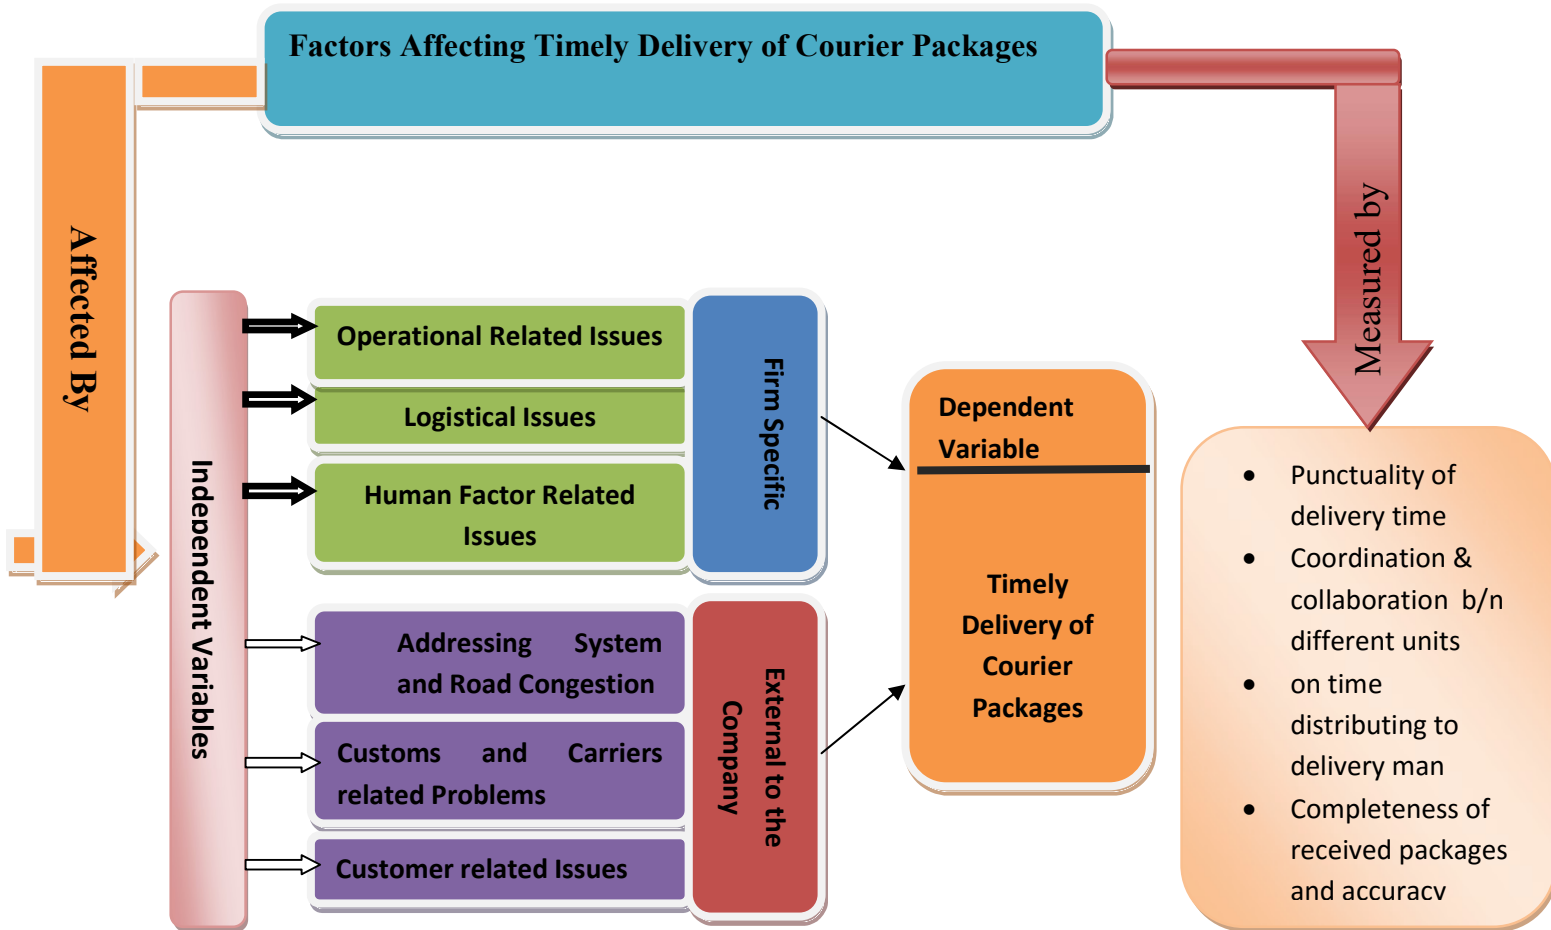 Factors Affecting Timely Delivery of Courier Packages
Affected By
Measured by
Independent Variables
Operational Related Issues
Logistical Issues
Human Factor Related
Issues
Firm Specific
Addressing System
and Road Congestion
Customs and Carriers
related Problems
Customer related Issues
External to the
Company
Dependent
Variable
Timely
Delivery of
Courier
Packages
• Punctuality of
delivery time
• Coordination &
collaboration b/n
different units
• on time
distributing to
delivery man
• Completeness of
received packages
and accuracy